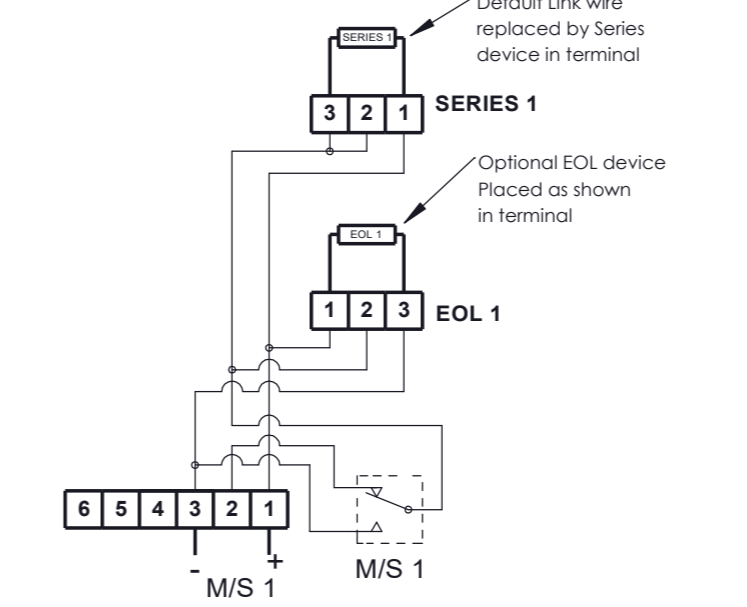 Default Link wire
replaced by Series
device in terminal
SERIES 1
3 2 1
SERIES 1
Optional EOL device
Placed as shown
in terminal
EOL 1
1 2 3
EOL 1
6 5 4 3 2 1
- +
M/S 1
M/S 1